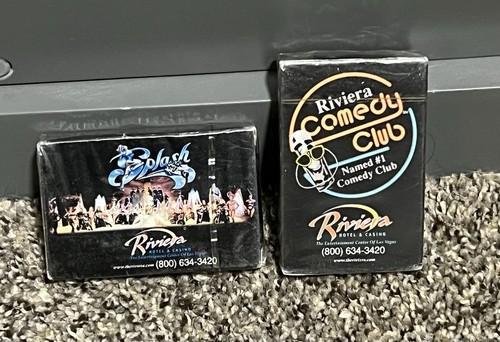 Splash
Riviera
HOTEL & CASINO
The Entertainment Center Of Las Vegas
www.theriviera.com (800) 634-3420
Riviera
Comedy
Club
Named #1
Comedy Club
Riviera
HOTEL & CASINO
The Entertainment Center Of Las Vegas
(800) 634-3420